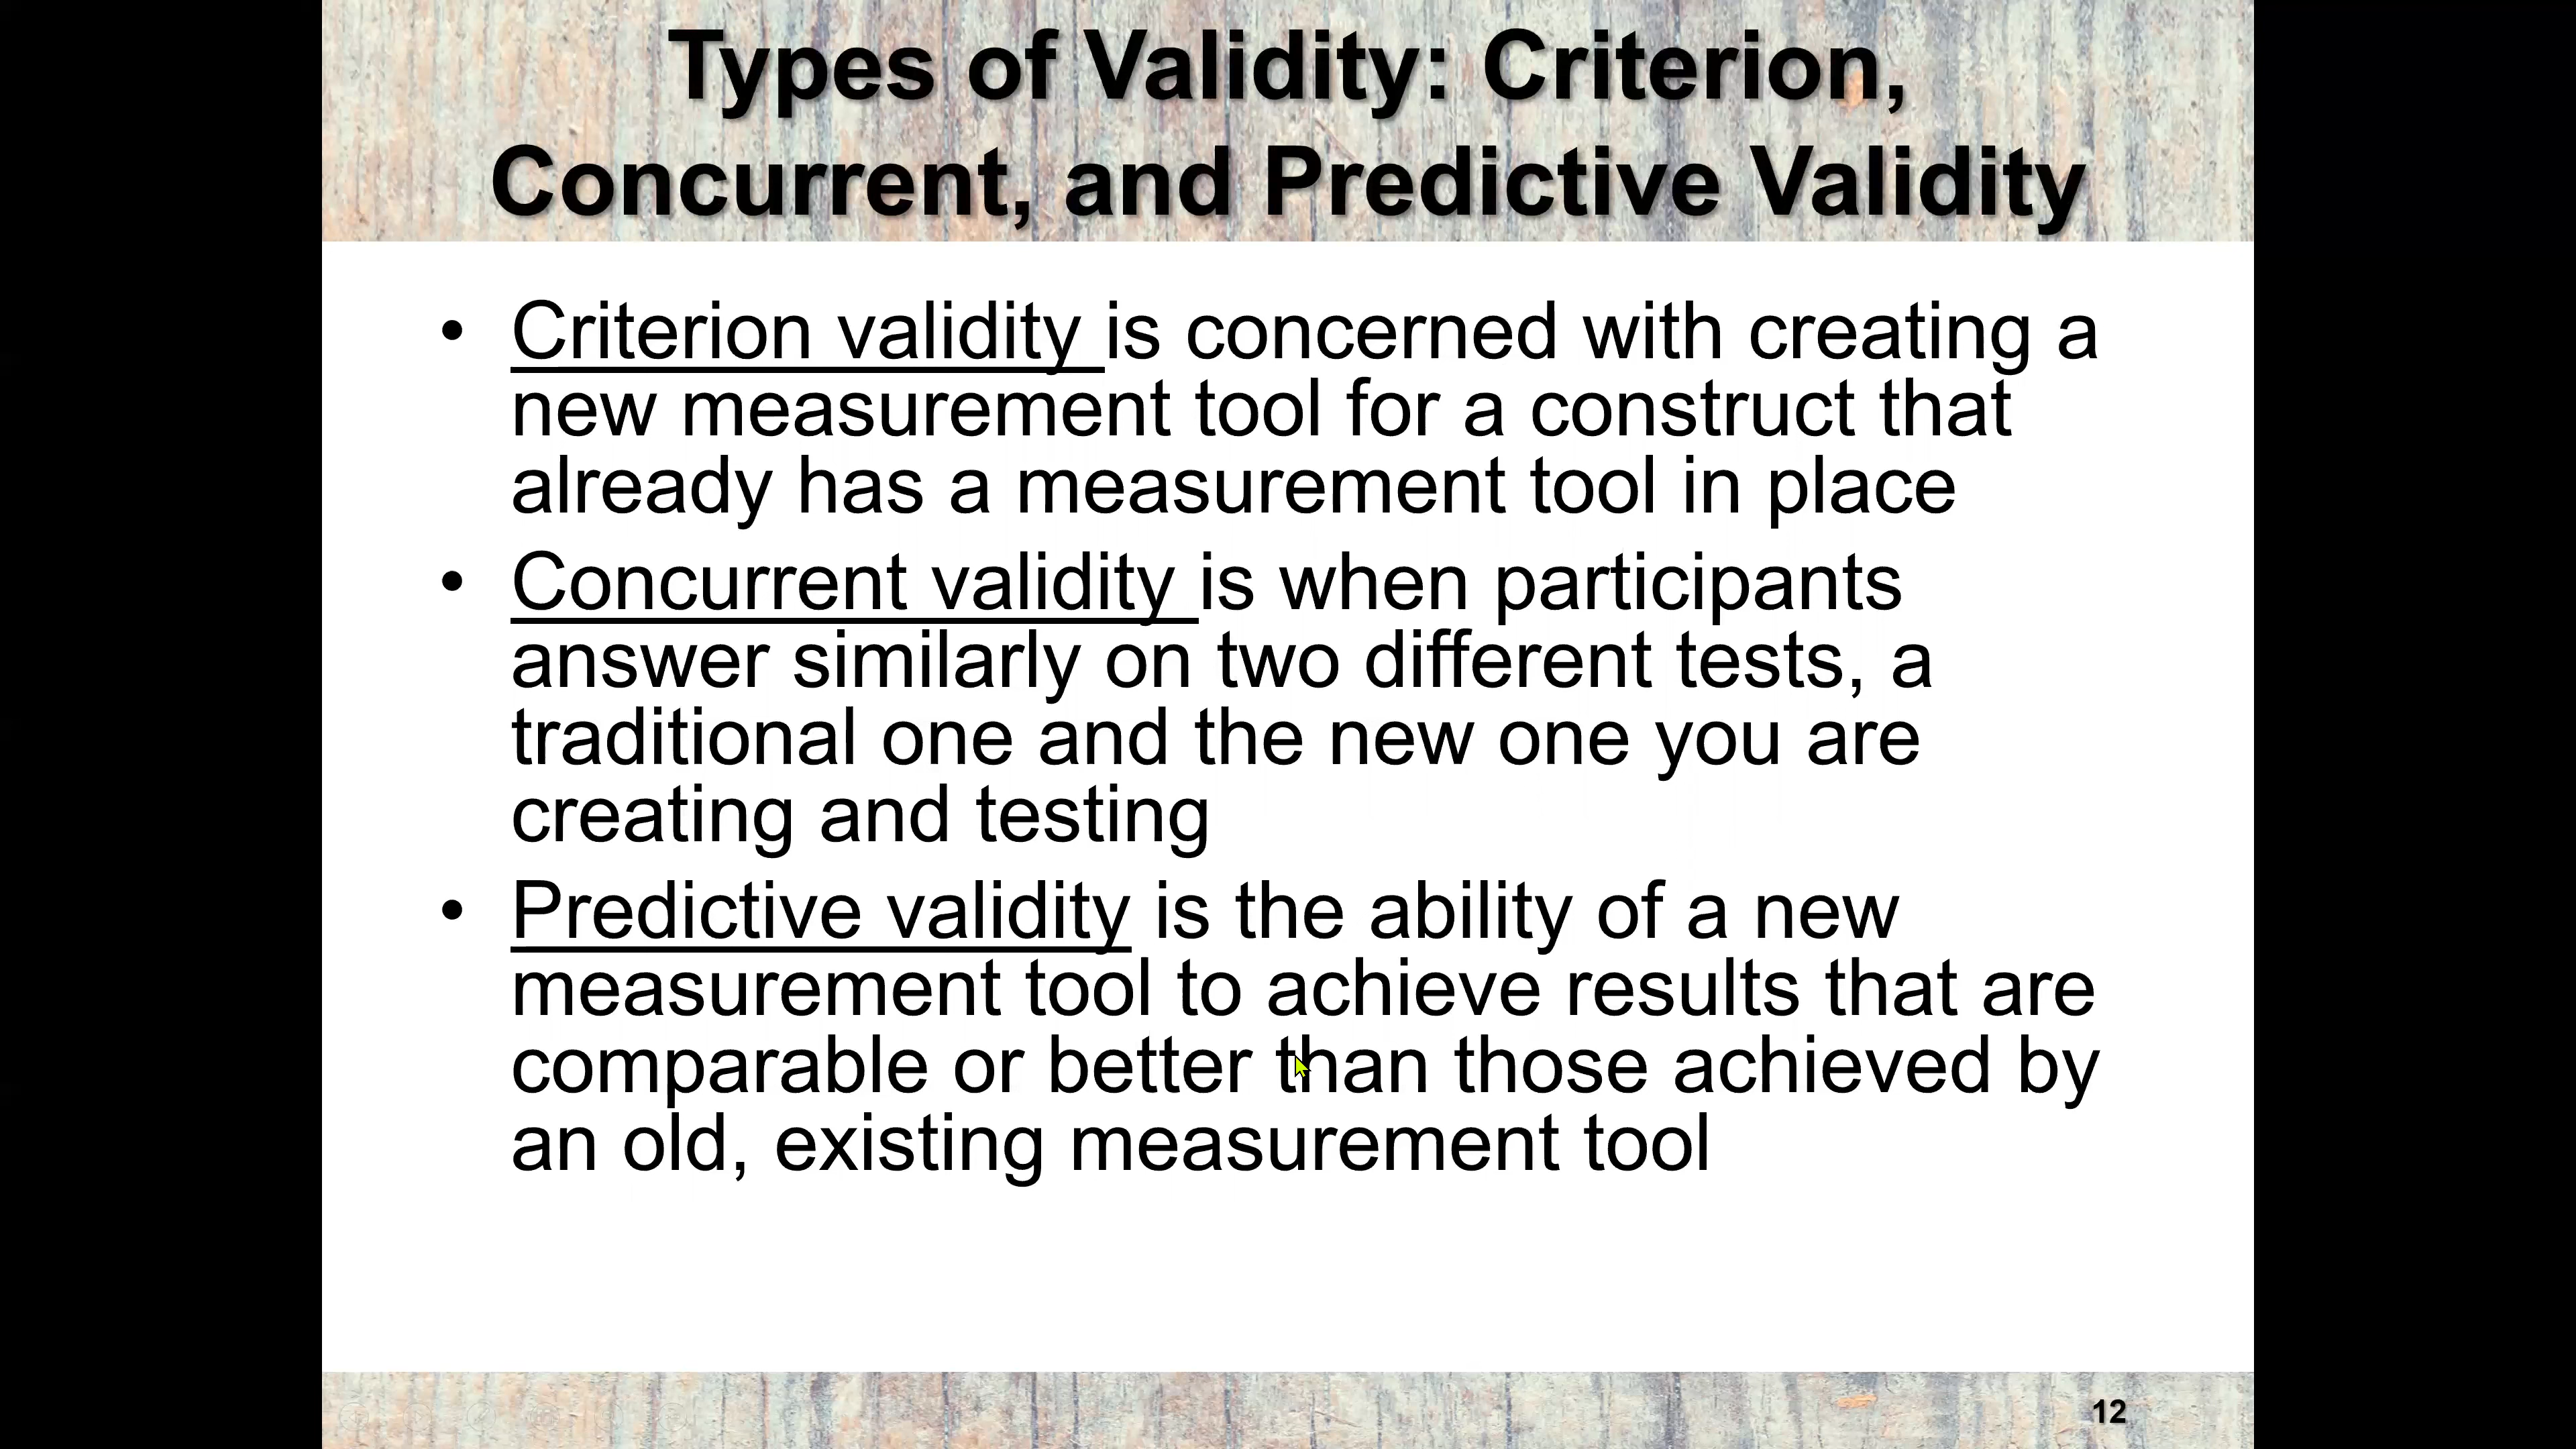 Types of Validity: Criterion,
Concurrent, and Predictive Validity
• Criterion validity is concerned with creating a
new measurement tool for a construct that
already has a measurement tool in place
• Concurrent validity is when participants
answer similarly on two different tests, a
traditional one and the new one you are
creating and testing
• Predictive validity is the ability of a new
measurement tool to achieve results that are
comparable or better than those achieved by
an old, existing measurement tool
12